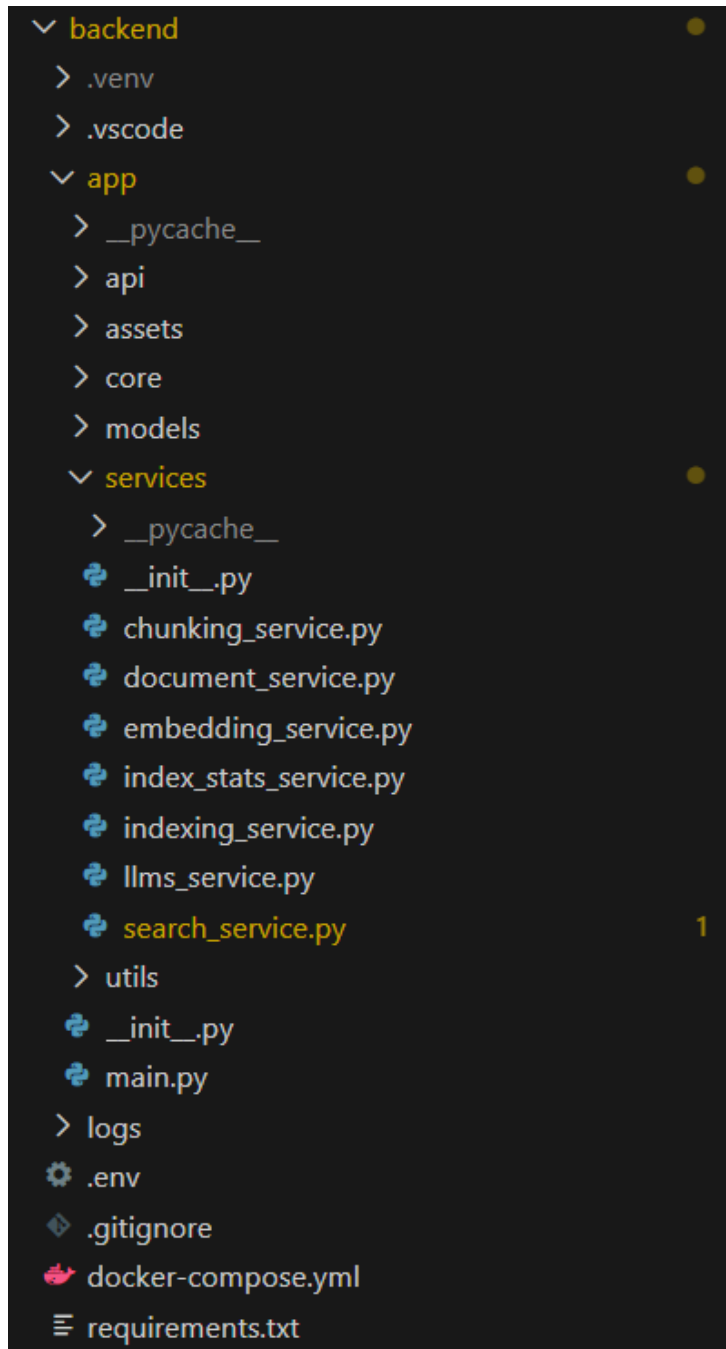 backend
.venv
.vscode
app
__pycache__
api
assets
core
models
services
__pycache__
__init__.py
chunking_service.py
document_service.py
embedding_service.py
index_stats_service.py
indexing_service.py
llms_service.py
search_service.py 1
utils
__init__.py
main.py
logs
.env
.gitignore
docker-compose.yml
requirements.txt